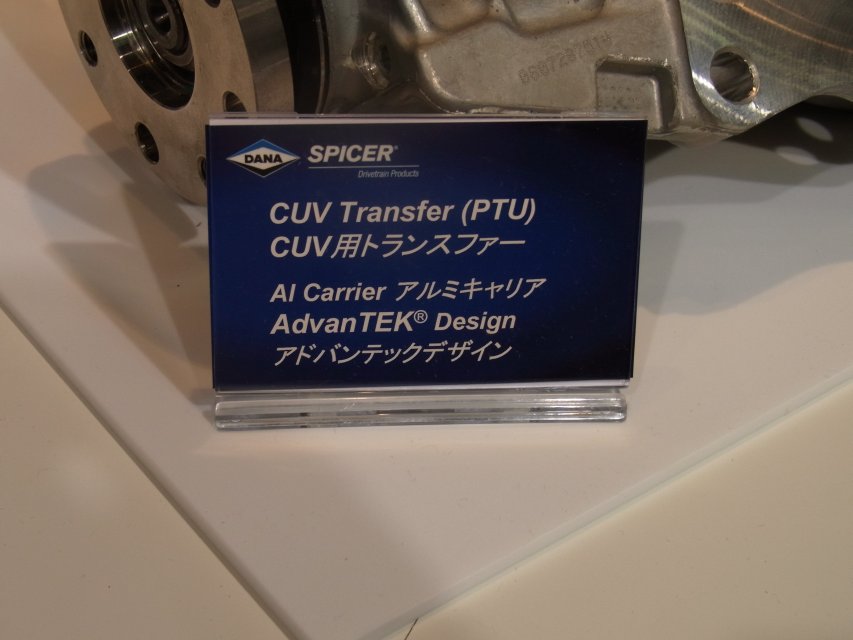 DANA
SPICER®
Drivetrain Products
CUV Transfer (PTU)
CUV用トランスファー
Al Carrier アルミキャリア
AdvanTEK® Design
アドバンテックデザイン